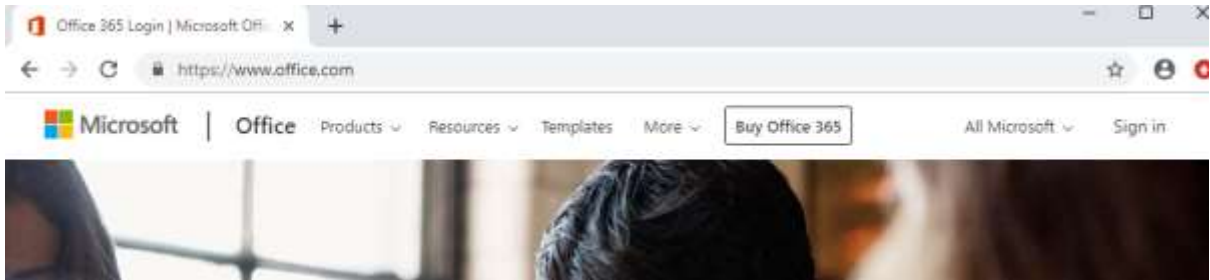 Office 365 Login | Microsoft Offi
https://www.office.com
Microsoft | Office Products Resources Templates More Buy Office 365 All Microsoft Sign in